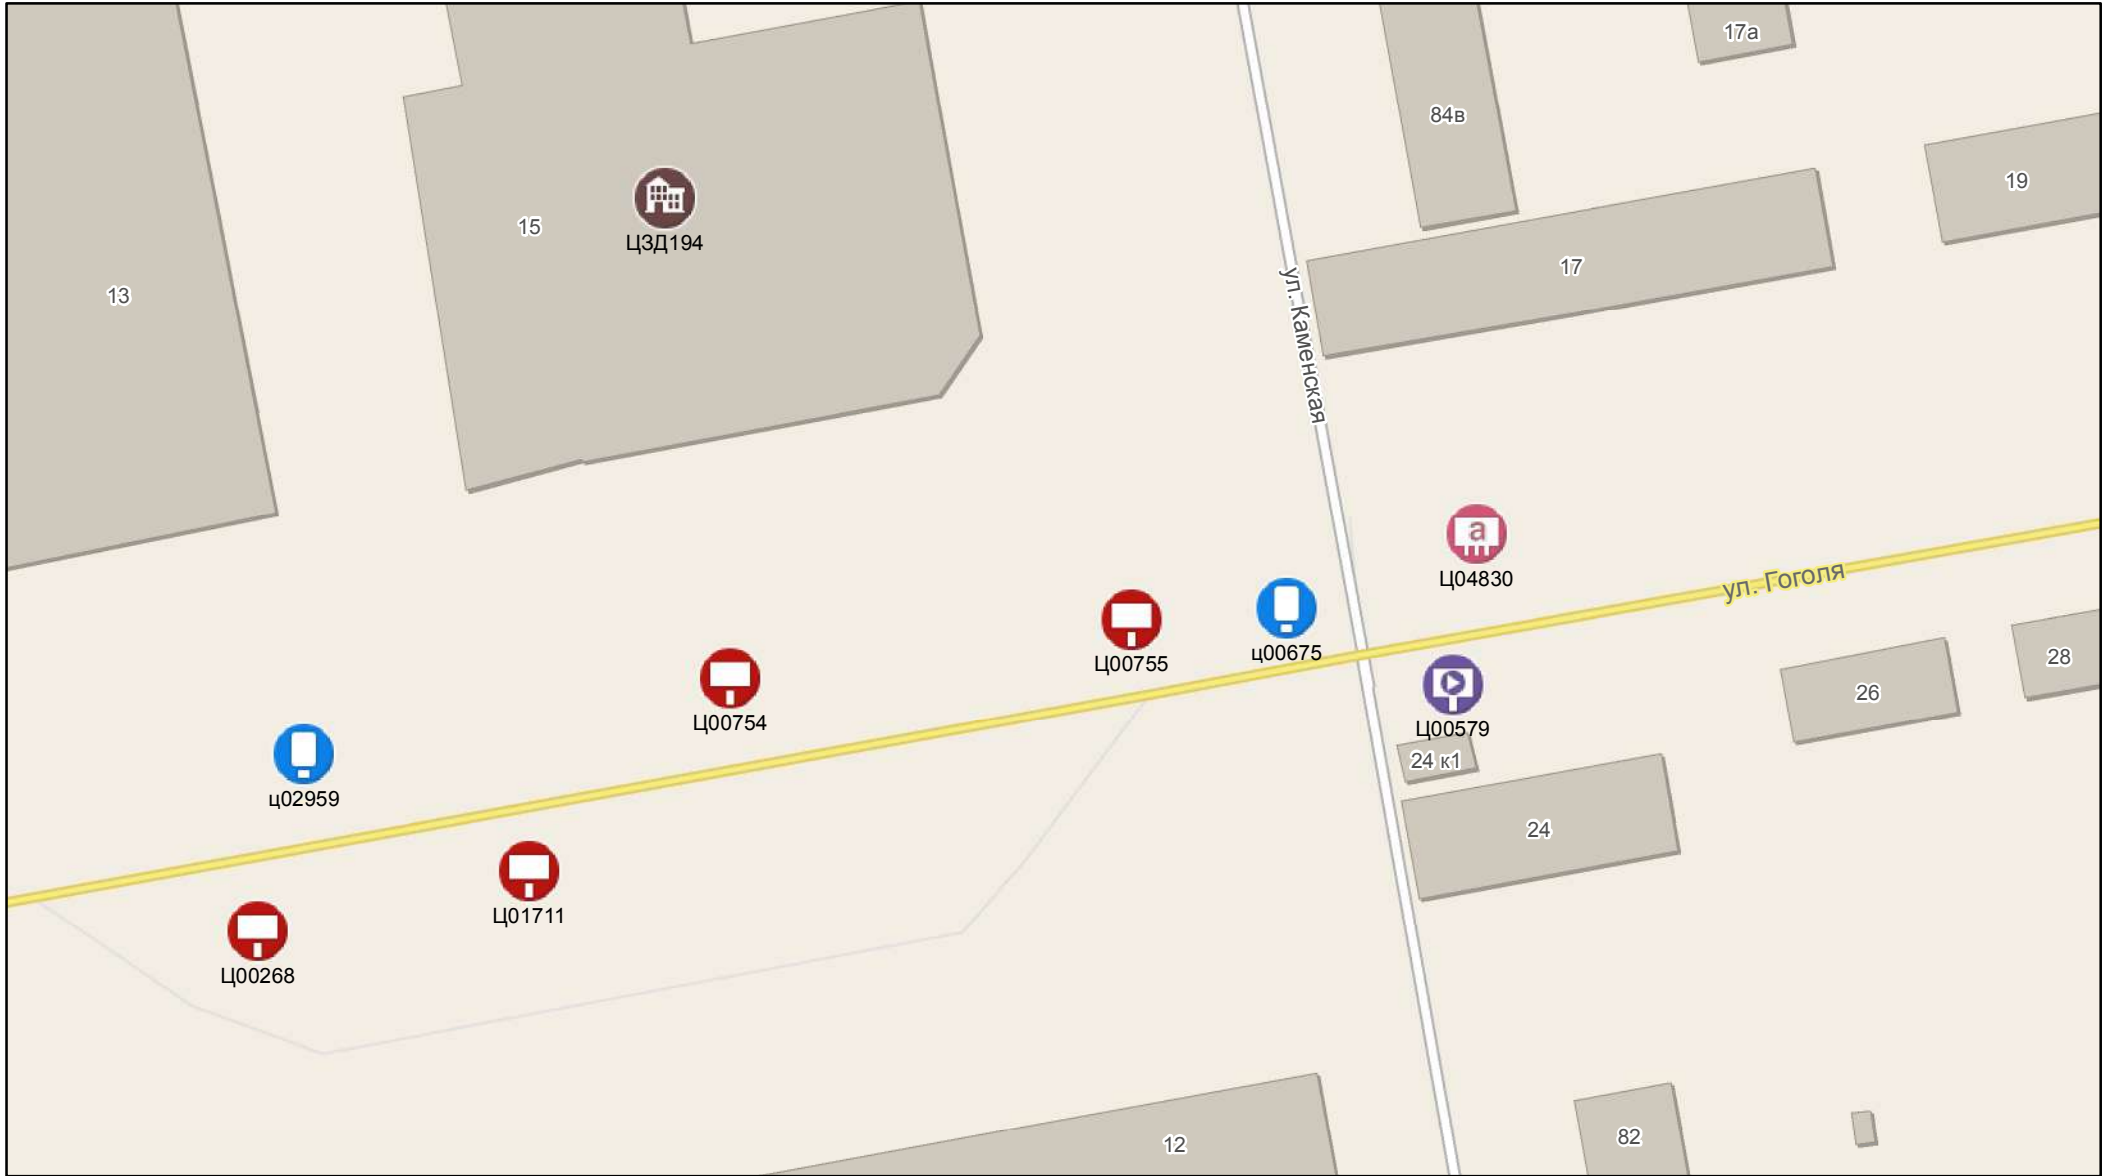 17а
84в
19
15
ЦЗД194
17
13
ул. Каменская
а
Ц04830
ул. Гоголя
Ц00755
ц00675
28
26
Ц00754
Ц00579
24 к1
ц02959
24
Ц01711
Ц00268
12
82